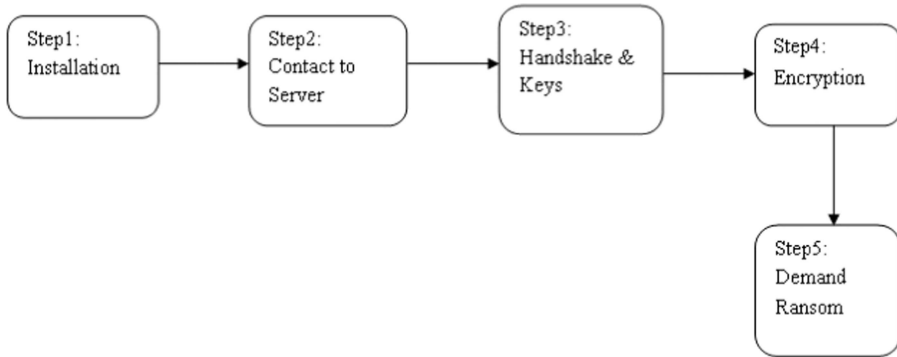 Step1:
Installation
Step2:
Contact to
Server
Step3:
Handshake &
Keys
Step4:
Encryption
Step5:
Demand
Ransom